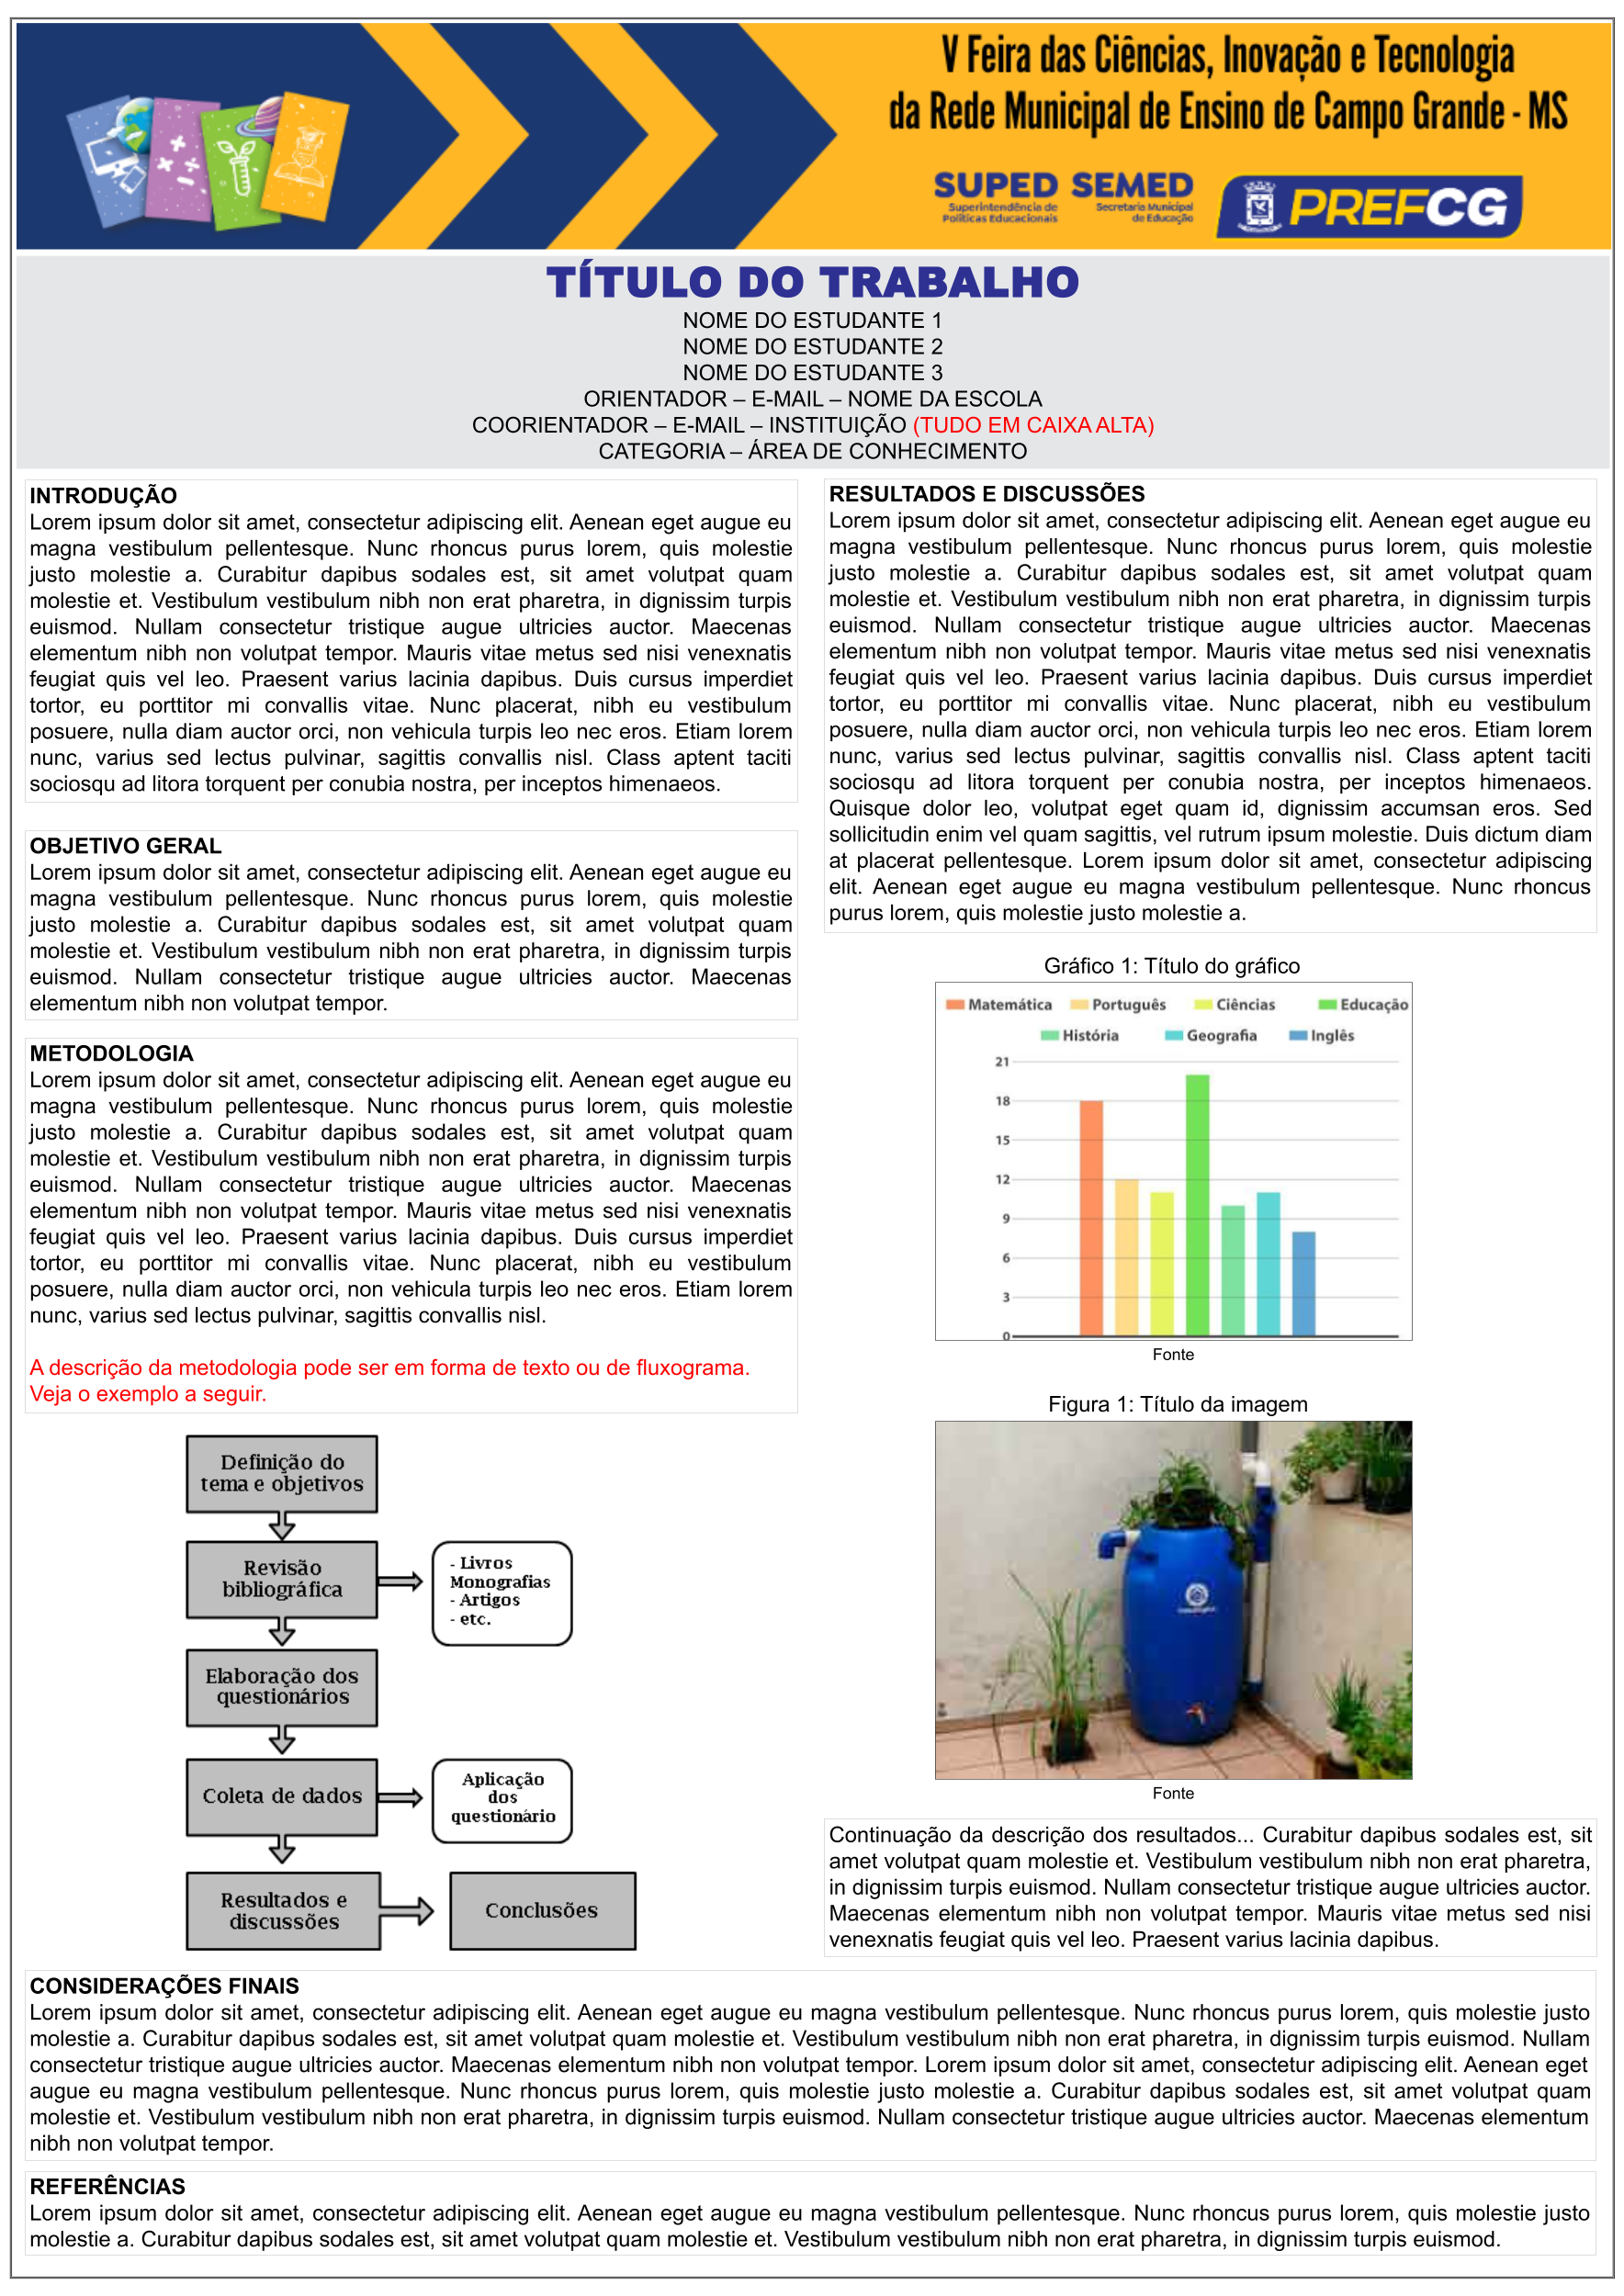 V Feira das Ciências, Inovação e Tecnologia
da Rede Municipal de Ensino de Campo Grande - MS
SUPED
Superintendência de
Políticas Educacionais
SEMED
Secretaria Municipal
de Educação
PREFCG
TÍTULO DO TRABALHO
NOME DO ESTUDANTE 1
NOME DO ESTUDANTE 2
NOME DO ESTUDANTE 3
ORIENTADOR – E-MAIL – NOME DA ESCOLA
COORIENTADOR – E-MAIL – INSTITUIÇÃO (TUDO EM CAIXA ALTA)
CATEGORIA – ÁREA DE CONHECIMENTO
INTRODUÇÃO
Lorem ipsum dolor sit amet, consectetur adipiscing elit. Aenean eget augue eu
magna vestibulum pellentesque. Nunc rhoncus purus lorem, quis molestie
justo molestie a. Curabitur dapibus sodales est, sit amet volutpat quam
molestie et. Vestibulum vestibulum nibh non erat pharetra, in dignissim turpis
euismod. Nullam consectetur tristique augue ultricies auctor. Maecenas
elementum nibh non volutpat tempor. Mauris vitae metus sed nisi venexnatis
feugiat quis vel leo. Praesent varius lacinia dapibus. Duis cursus imperdiet
tortor, eu porttitor mi convallis vitae. Nunc placerat, nibh eu vestibulum
posuere, nulla diam auctor orci, non vehicula turpis leo nec eros. Etiam lorem
nunc, varius sed lectus pulvinar, sagittis convallis nisl. Class aptent taciti
sociosqu ad litora torquent per conubia nostra, per inceptos himenaeos.
OBJETIVO GERAL
Lorem ipsum dolor sit amet, consectetur adipiscing elit. Aenean eget augue eu
magna vestibulum pellentesque. Nunc rhoncus purus lorem, quis molestie
justo molestie a. Curabitur dapibus sodales est, sit amet volutpat quam
molestie et. Vestibulum vestibulum nibh non erat pharetra, in dignissim turpis
euismod. Nullam consectetur tristique augue ultricies auctor. Maecenas
elementum nibh non volutpat tempor.
METODOLOGIA
Lorem ipsum dolor sit amet, consectetur adipiscing elit. Aenean eget augue eu
magna vestibulum pellentesque. Nunc rhoncus purus lorem, quis molestie
justo molestie a. Curabitur dapibus sodales est, sit amet volutpat quam
molestie et. Vestibulum vestibulum nibh non erat pharetra, in dignissim turpis
euismod. Nullam consectetur tristique augue ultricies auctor. Maecenas
elementum nibh non volutpat tempor. Mauris vitae metus sed nisi venexnatis
feugiat quis vel leo. Praesent varius lacinia dapibus. Duis cursus imperdiet
tortor, eu porttitor mi convallis vitae. Nunc placerat, nibh eu vestibulum
posuere, nulla diam auctor orci, non vehicula turpis leo nec eros. Etiam lorem
nunc, varius sed lectus pulvinar, sagittis convallis nisl.
A descrição da metodologia pode ser em forma de texto ou de fluxograma.
Veja o exemplo a seguir.
Definição do
tema e objetivos
Revisão
bibliográfica
- Livros
Monografias
- Artigos
- etc.
Elaboração dos
questionários
Coleta de dados
Aplicação
dos
questionário
Resultados e
discussões
Conclusões
RESULTADOS E DISCUSSÕES
Lorem ipsum dolor sit amet, consectetur adipiscing elit. Aenean eget augue eu
magna vestibulum pellentesque. Nunc rhoncus purus lorem, quis molestie
justo molestie a. Curabitur dapibus sodales est, sit amet volutpat quam
molestie et. Vestibulum vestibulum nibh non erat pharetra, in dignissim turpis
euismod. Nullam consectetur tristique augue ultricies auctor. Maecenas
elementum nibh non volutpat tempor. Mauris vitae metus sed nisi venexnatis
feugiat quis vel leo. Praesent varius lacinia dapibus. Duis cursus imperdiet
tortor, eu porttitor mi convallis vitae. Nunc placerat, nibh eu vestibulum
posuere, nulla diam auctor orci, non vehicula turpis leo nec eros. Etiam lorem
nunc, varius sed lectus pulvinar, sagittis convallis nisl. Class aptent taciti
sociosqu ad litora torquent per conubia nostra, per inceptos himenaeos.
Quisque dolor leo, volutpat eget quam id, dignissim accumsan eros. Sed
sollicitudin enim vel quam sagittis, vel rutrum ipsum molestie. Duis dictum diam
at placerat pellentesque. Lorem ipsum dolor sit amet, consectetur adipiscing
elit. Aenean eget augue eu magna vestibulum pellentesque. Nunc rhoncus
purus lorem, quis molestie justo molestie a.
Gráfico 1: Título do gráfico
Matemática Português Ciências Educação
História Geografia Inglês
21
18
15
12
9
6
3
0
Fonte
Figura 1: Título da imagem
Fonte
Continuação da descrição dos resultados... Curabitur dapibus sodales est, sit
amet volutpat quam molestie et. Vestibulum vestibulum nibh non erat pharetra,
in dignissim turpis euismod. Nullam consectetur tristique augue ultricies auctor.
Maecenas elementum nibh non volutpat tempor. Mauris vitae metus sed nisi
venexnatis feugiat quis vel leo. Praesent varius lacinia dapibus.
CONSIDERAÇÕES FINAIS
Lorem ipsum dolor sit amet, consectetur adipiscing elit. Aenean eget augue eu magna vestibulum pellentesque. Nunc rhoncus purus lorem, quis molestie justo
molestie a. Curabitur dapibus sodales est, sit amet volutpat quam molestie et. Vestibulum vestibulum nibh non erat pharetra, in dignissim turpis euismod. Nullam
consectetur tristique augue ultricies auctor. Maecenas elementum nibh non volutpat tempor. Lorem ipsum dolor sit amet, consectetur adipiscing elit. Aenean eget
augue eu magna vestibulum pellentesque. Nunc rhoncus purus lorem, quis molestie justo molestie a. Curabitur dapibus sodales est, sit amet volutpat quam
molestie et. Vestibulum vestibulum nibh non erat pharetra, in dignissim turpis euismod. Nullam consectetur tristique augue ultricies auctor. Maecenas elementum
nibh non volutpat tempor.
REFERÊNCIAS
Lorem ipsum dolor sit amet, consectetur adipiscing elit. Aenean eget augue eu magna vestibulum pellentesque. Nunc rhoncus purus lorem, quis molestie justo
molestie a. Curabitur dapibus sodales est, sit amet volutpat quam molestie et. Vestibulum vestibulum nibh non erat pharetra, in dignissim turpis euismod.